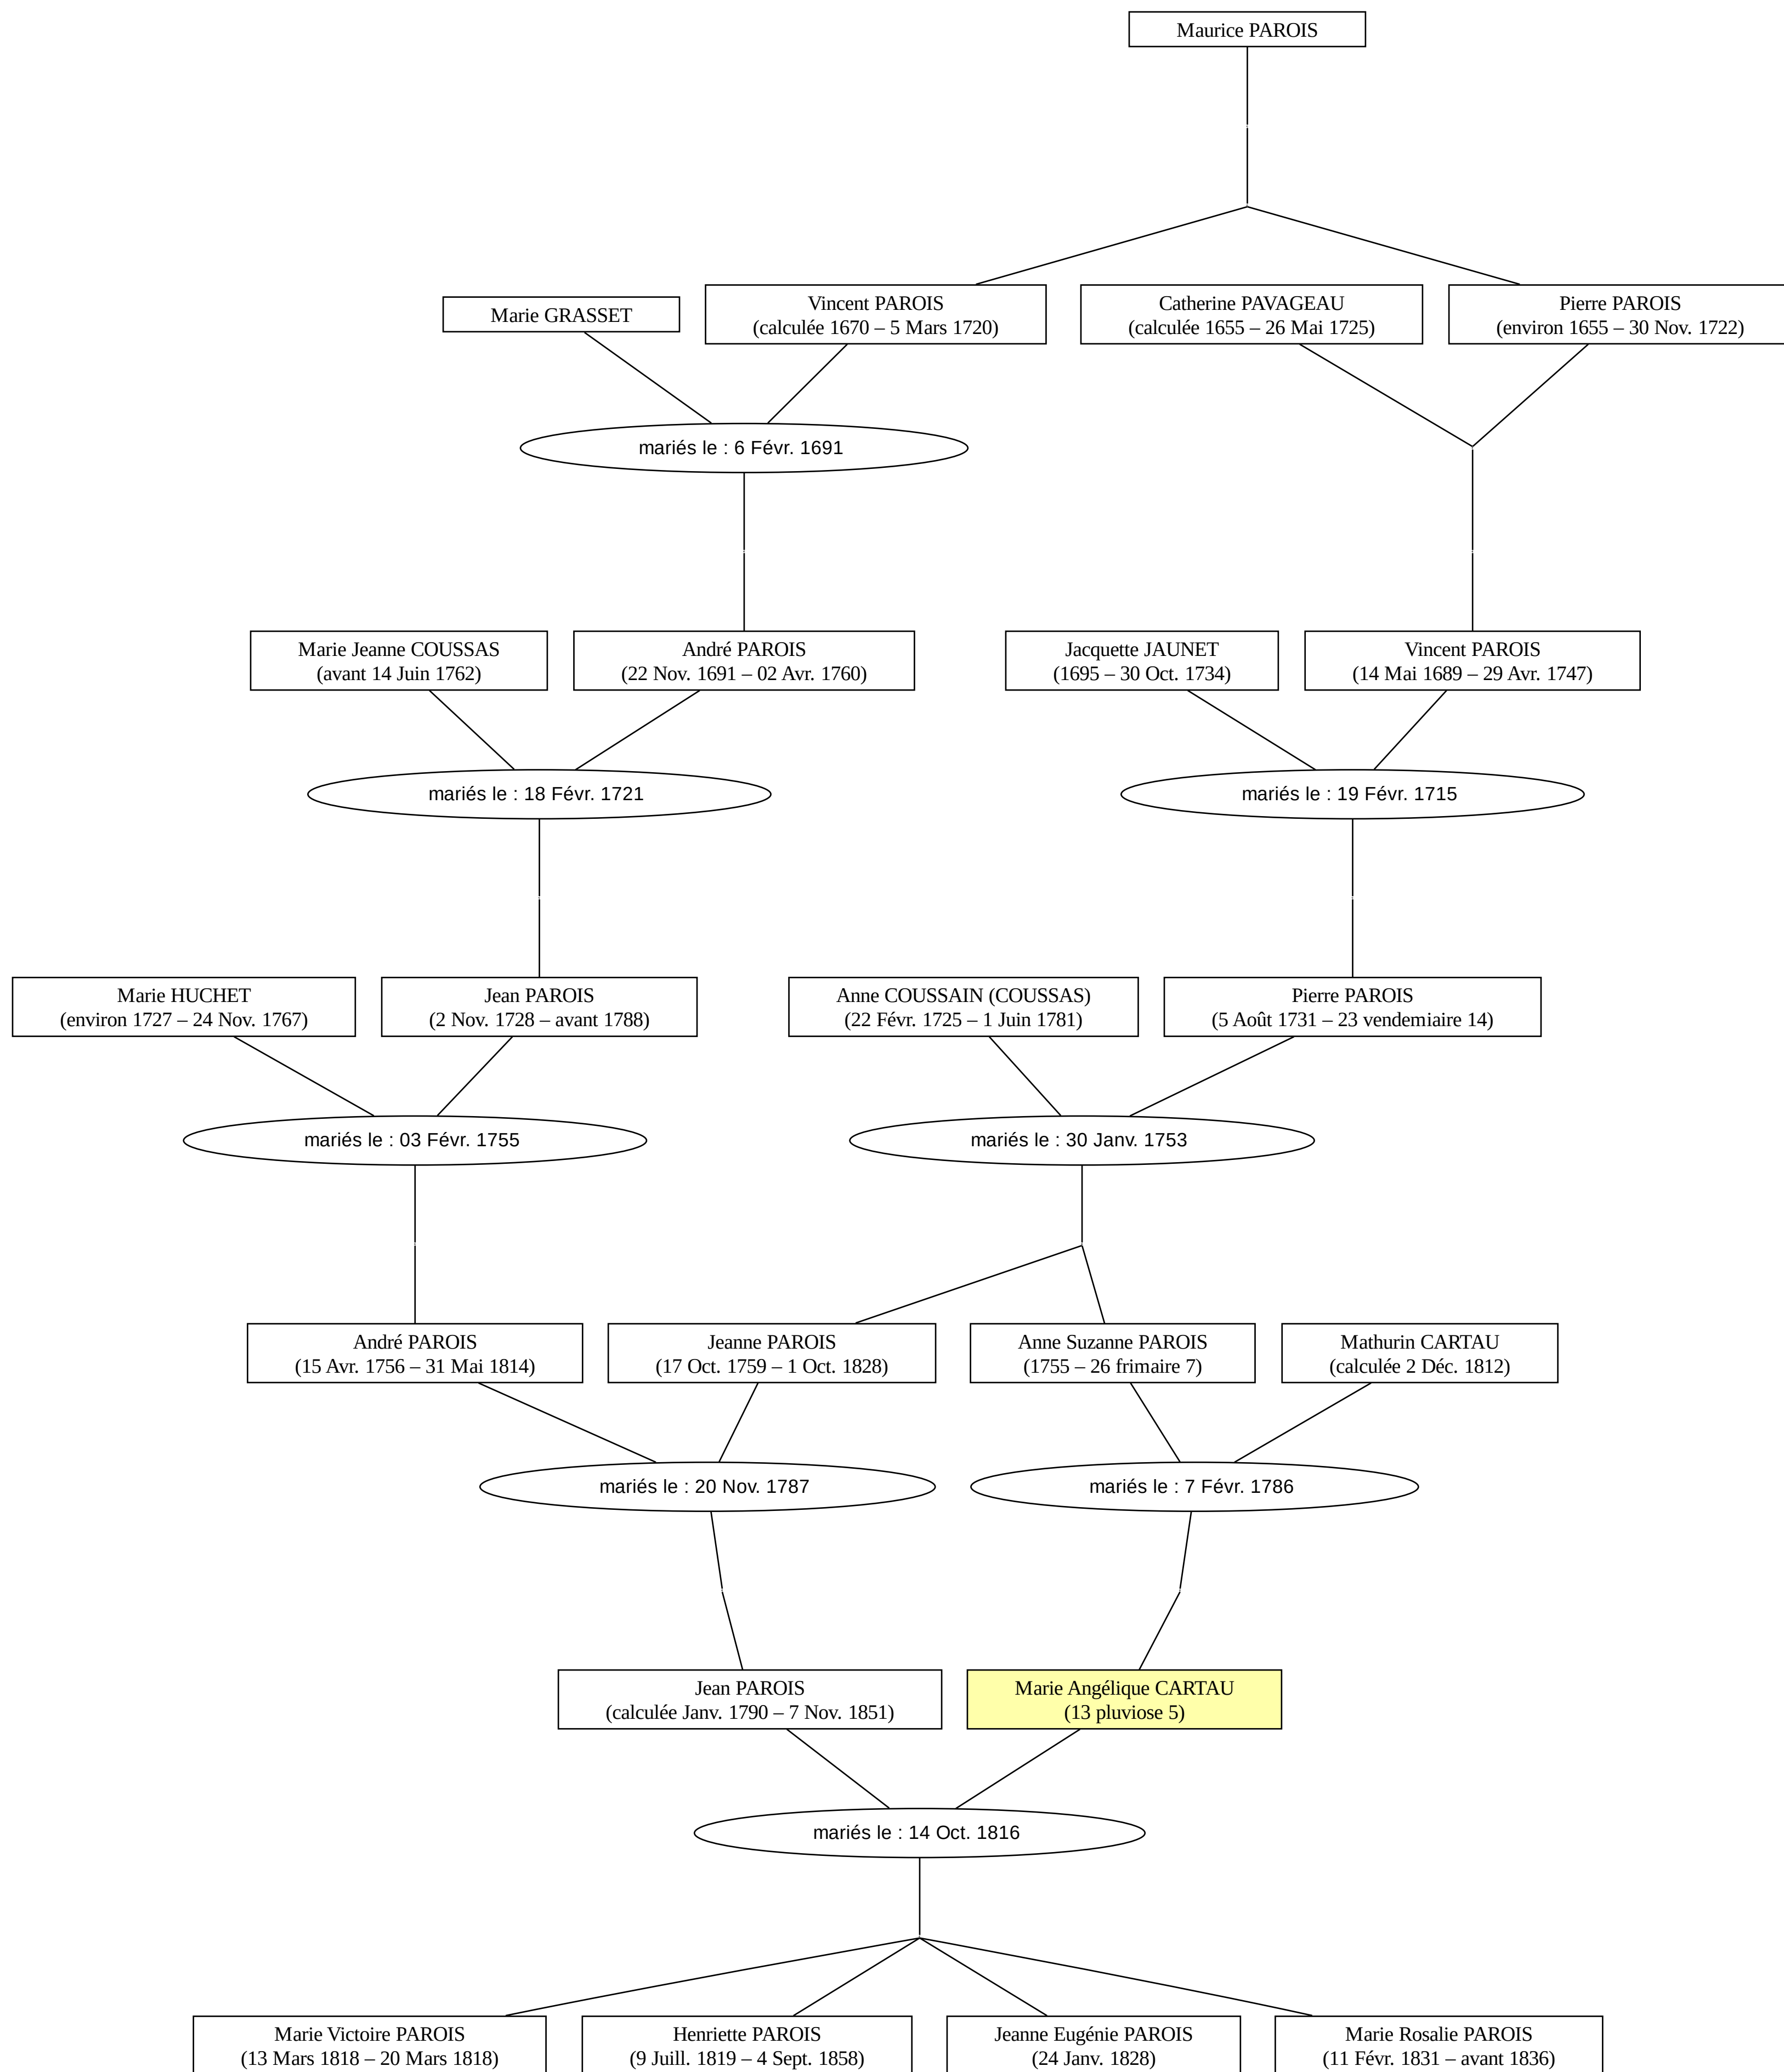 Maurice PAROIS
Marie GRASSET
Vincent PAROIS
(calculée 1670 – 5 Mars 1720)
Catherine PAVAGEAU
(calculée 1655 – 26 Mai 1725)
Pierre PAROIS
(environ 1655 – 30 Nov. 1722)
mariés le : 6 Févr. 1691
Marie Jeanne COUSSAS
(avant 14 Juin 1762)
André PAROIS
(22 Nov. 1691 – 02 Avr. 1760)
Jacquette JAUNET
(1695 – 30 Oct. 1734)
Vincent PAROIS
(14 Mai 1689 – 29 Avr. 1747)
mariés le : 18 Févr. 1721
mariés le : 19 Févr. 1715
Marie HUCHET
(environ 1727 – 24 Nov. 1767)
Jean PAROIS
(2 Nov. 1728 – avant 1788)
Anne COUSSAIN (COUSSAS)
(22 Févr. 1725 – 1 Juin 1781)
Pierre PAROIS
(5 Août 1731 – 23 vendemiaire 14)
mariés le : 03 Févr. 1755
mariés le : 30 Janv. 1753
André PAROIS
(15 Avr. 1756 – 31 Mai 1814)
Jeanne PAROIS
(17 Oct. 1759 – 1 Oct. 1828)
Anne Suzanne PAROIS
(1755 – 26 frimaire 7)
Mathurin CARTAU
(calculée 2 Déc. 1812)
mariés le : 20 Nov. 1787
mariés le : 7 Févr. 1786
Jean PAROIS
(calculée Janv. 1790 – 7 Nov. 1851)
Marie Angélique CARTAU
(13 pluviose 5)
mariés le : 14 Oct. 1816
Marie Victoire PAROIS
(13 Mars 1818 – 20 Mars 1818)
Henriette PAROIS
(9 Juill. 1819 – 4 Sept. 1858)
Jeanne Eugénie PAROIS
(24 Janv. 1828)
Marie Rosalie PAROIS
(11 Févr. 1831 – avant 1836)